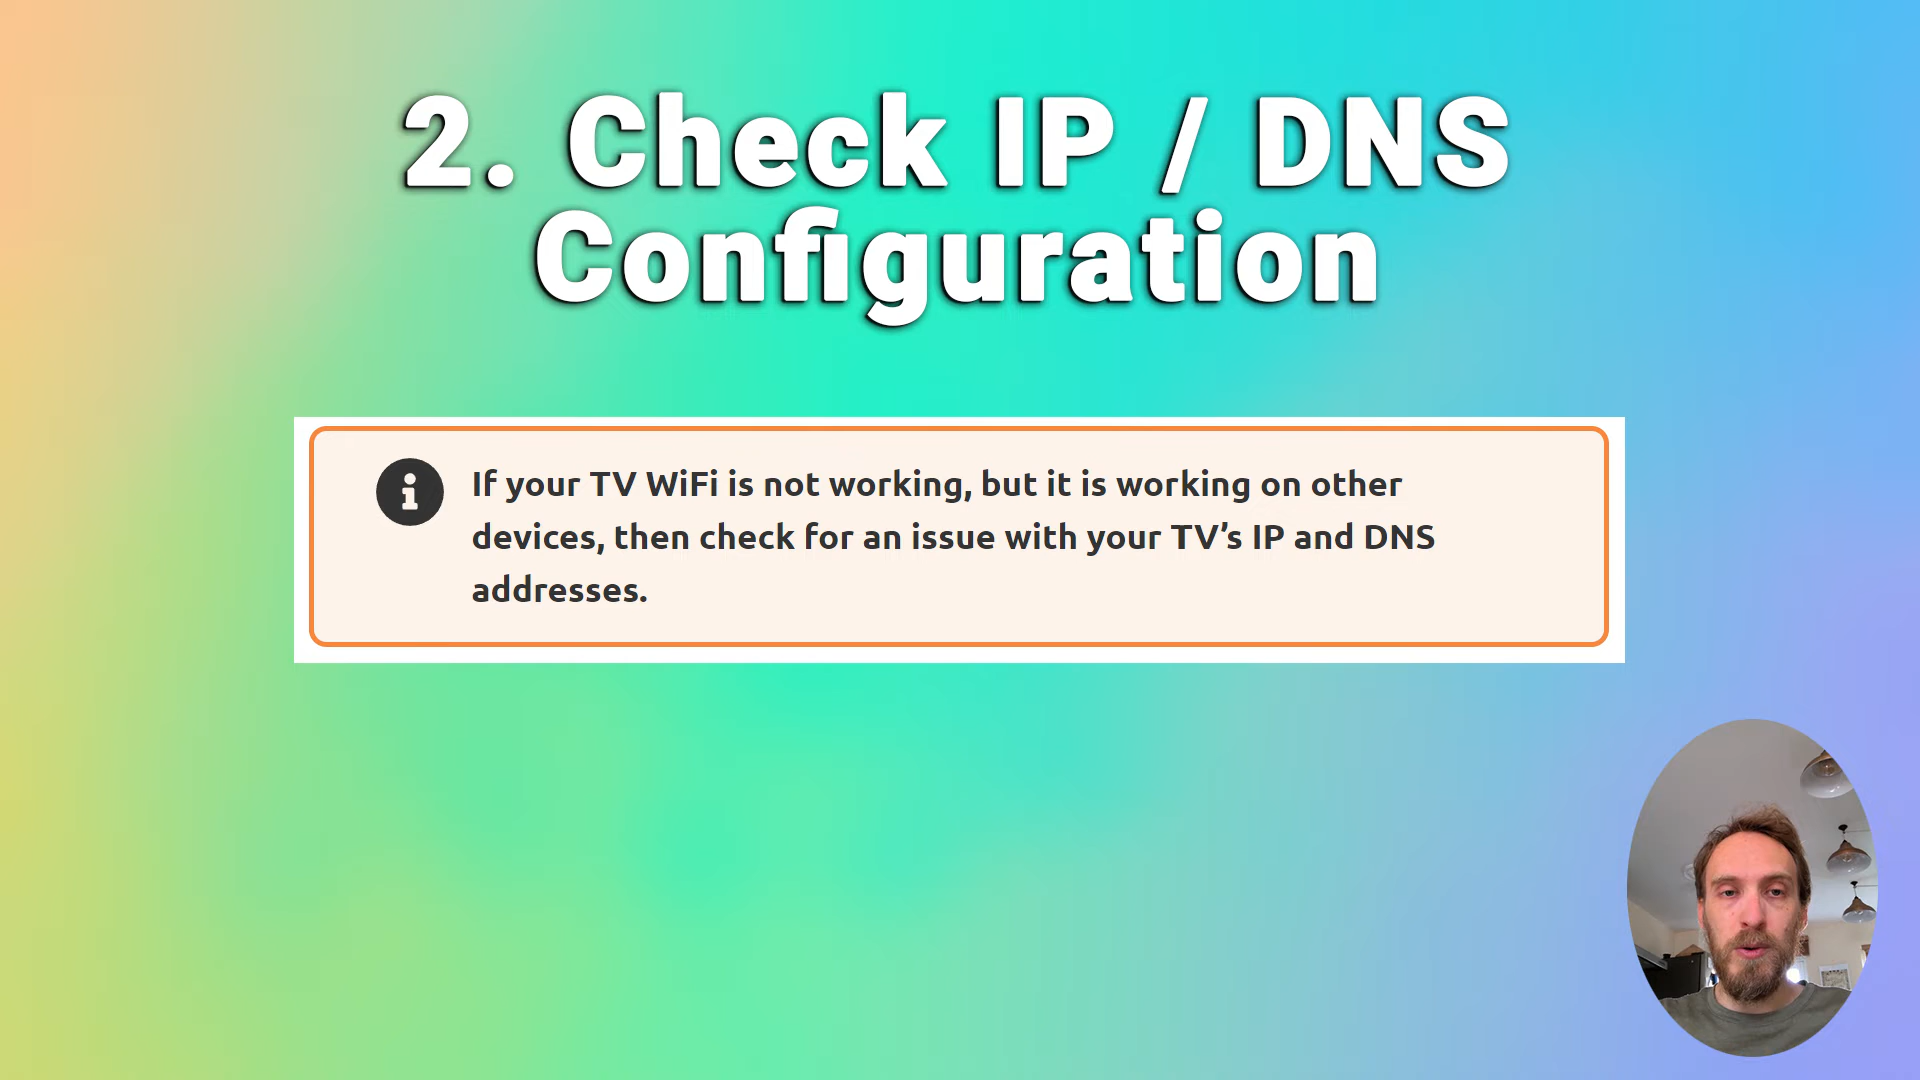 2. Check IP / DNS
Configuration
If your TV WiFi is not working, but it is working on other
devices, then check for an issue with your TV’s IP and DNS
addresses.